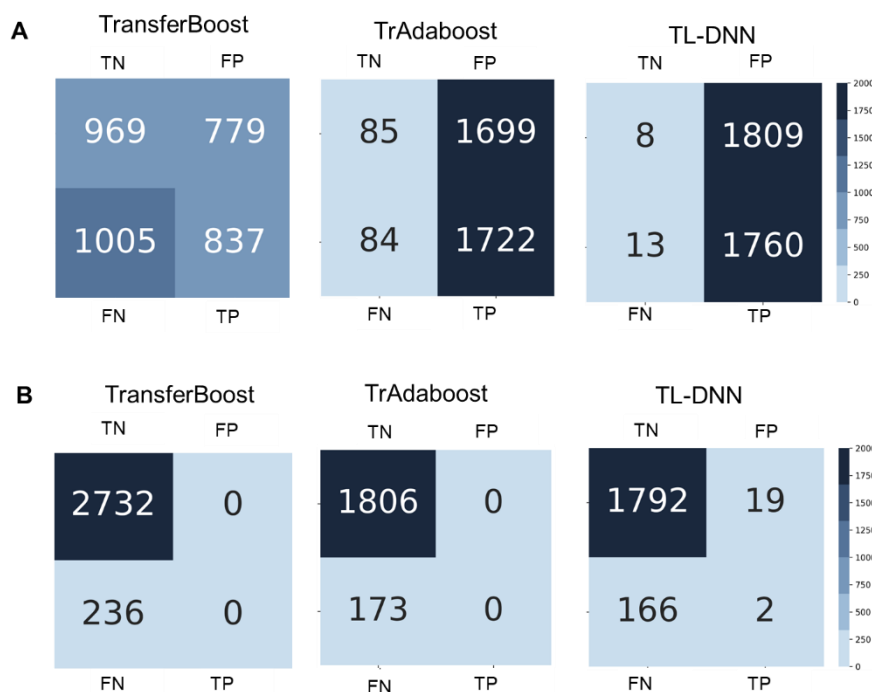 A
TransferBoost TrAdaboost TL-DNN
TN FP TN FP TN FP
969 779 85 1699 8 1809
1005 837 84 1722 13 1760
FN TP FN TP FN TP
2000
1750
1500
1250
1000
750
500
250
0
B
TransferBoost TrAdaboost TL-DNN
TN FP TN FP TN FP
2732 0 1806 0 1792 19
236 0 173 0 166 2
FN TP FN TP FN TP
2000
1750
1500
1250
1000
750
500
250
0